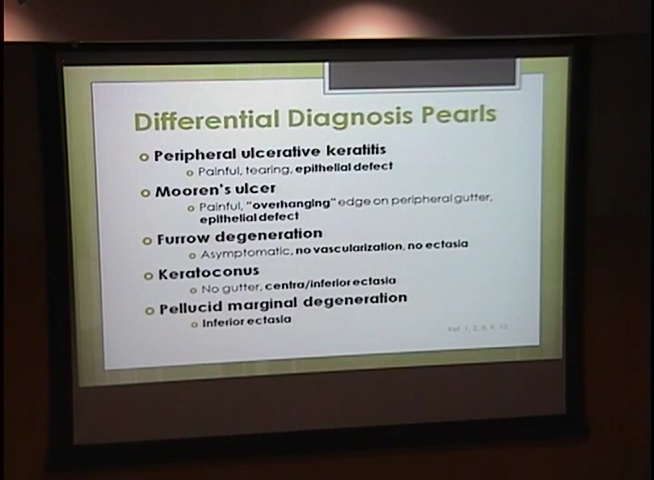 Differential Diagnosis Pearls
Peripheral ulcerative keratitis
Painful, tearing, epithelial defect
Mooren's ulcer
Painful, "overhanging" edge on peripheral gutter,
epithelial defect
Furrow degeneration
Asymptomatic, no vascularization, no ectasia
Keratoconus
No gutter, centra/inferior ectasia
Pellucid marginal degeneration
Inferior ectasia